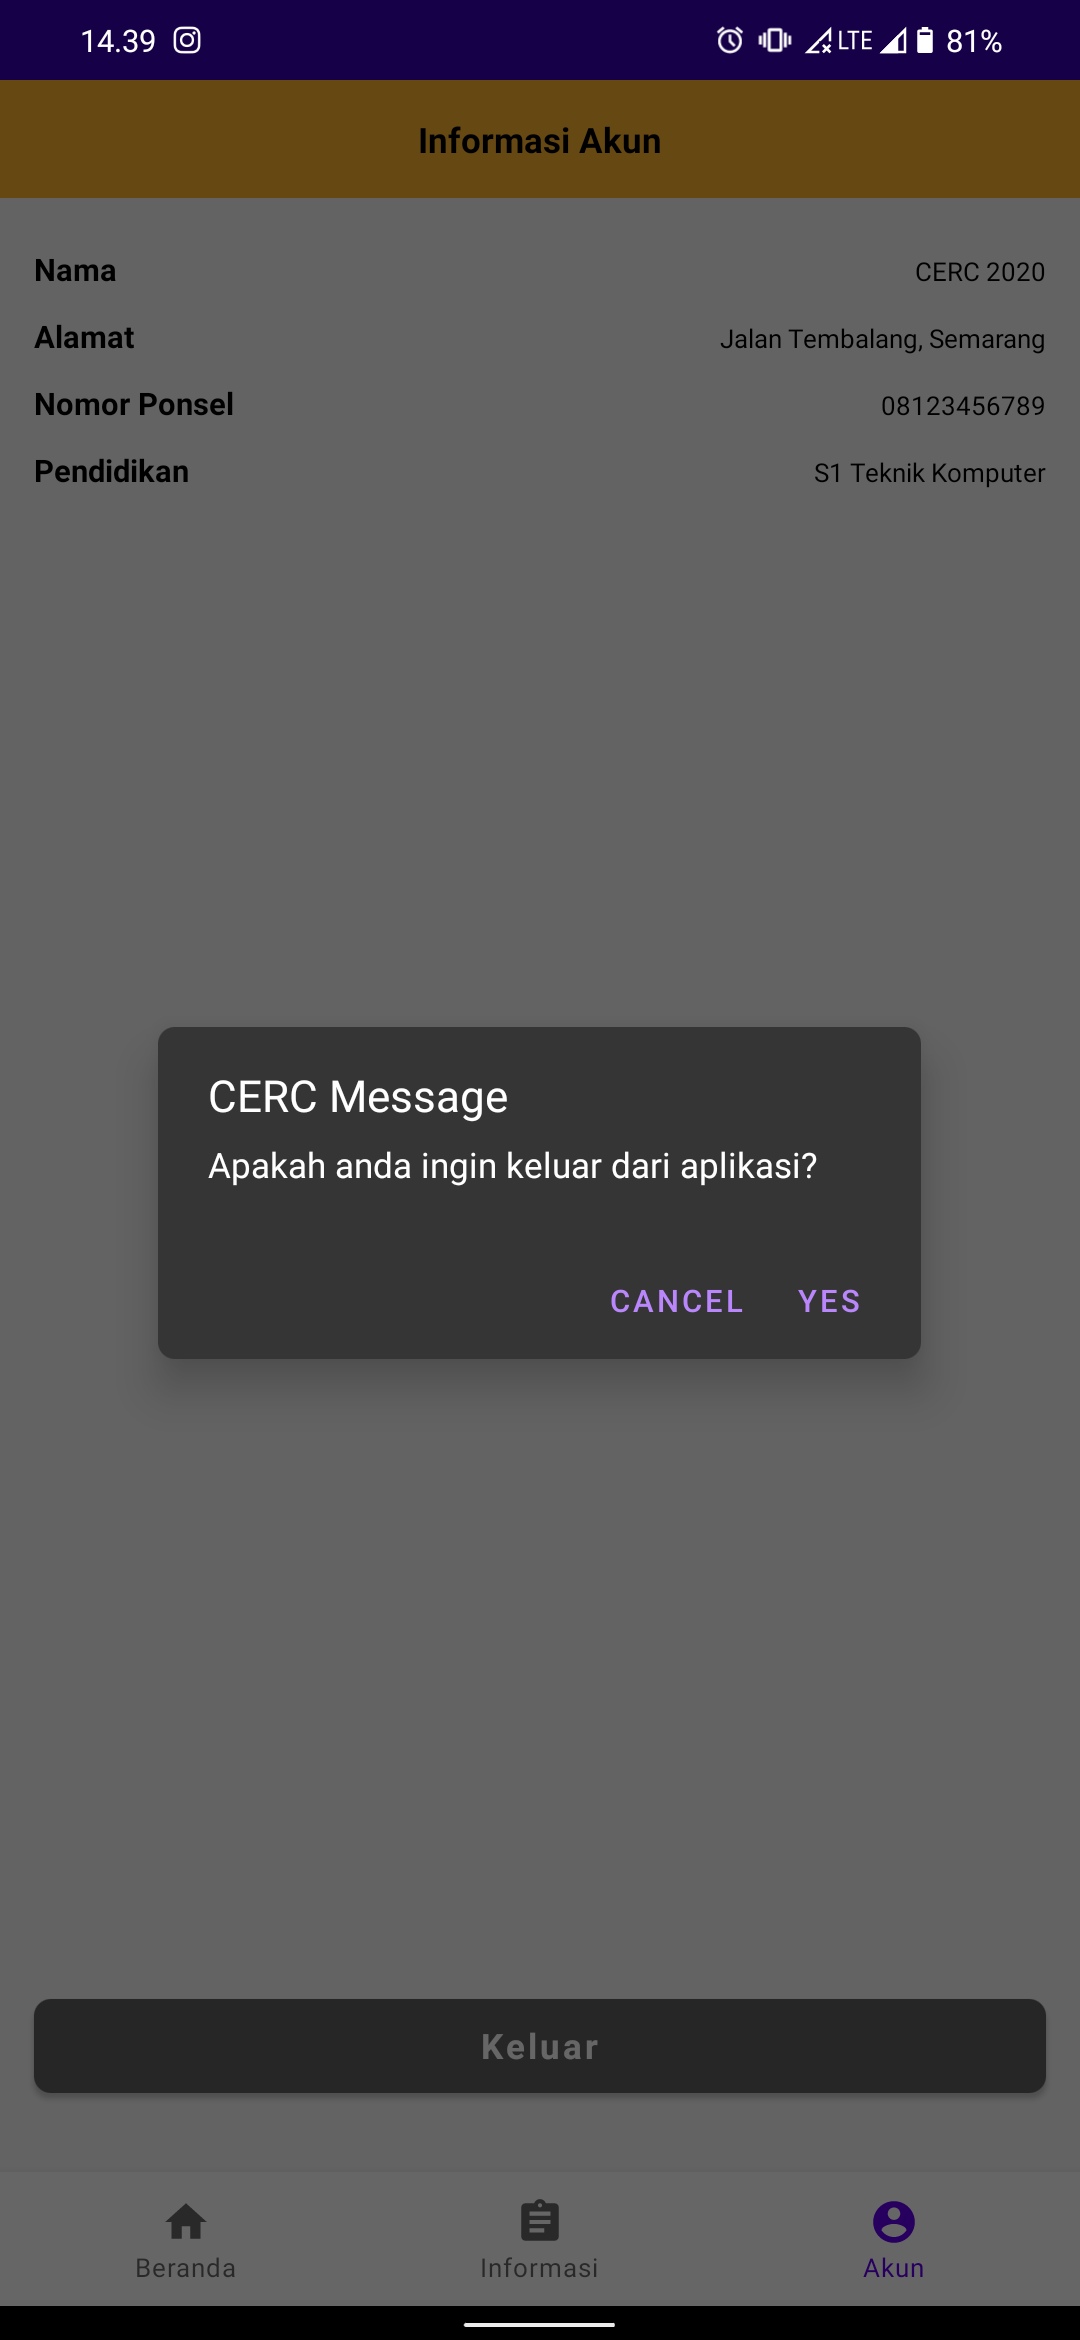 14.39 LTE 81%
Informasi Akun
Nama CERC 2020
Alamat Jalan Tembalang, Semarang
Nomor Ponsel 08123456789
Pendidikan S1 Teknik Komputer
CERC Message
Apakah anda ingin keluar dari aplikasi?
CANCEL YES
Keluar
Beranda Informasi Akun